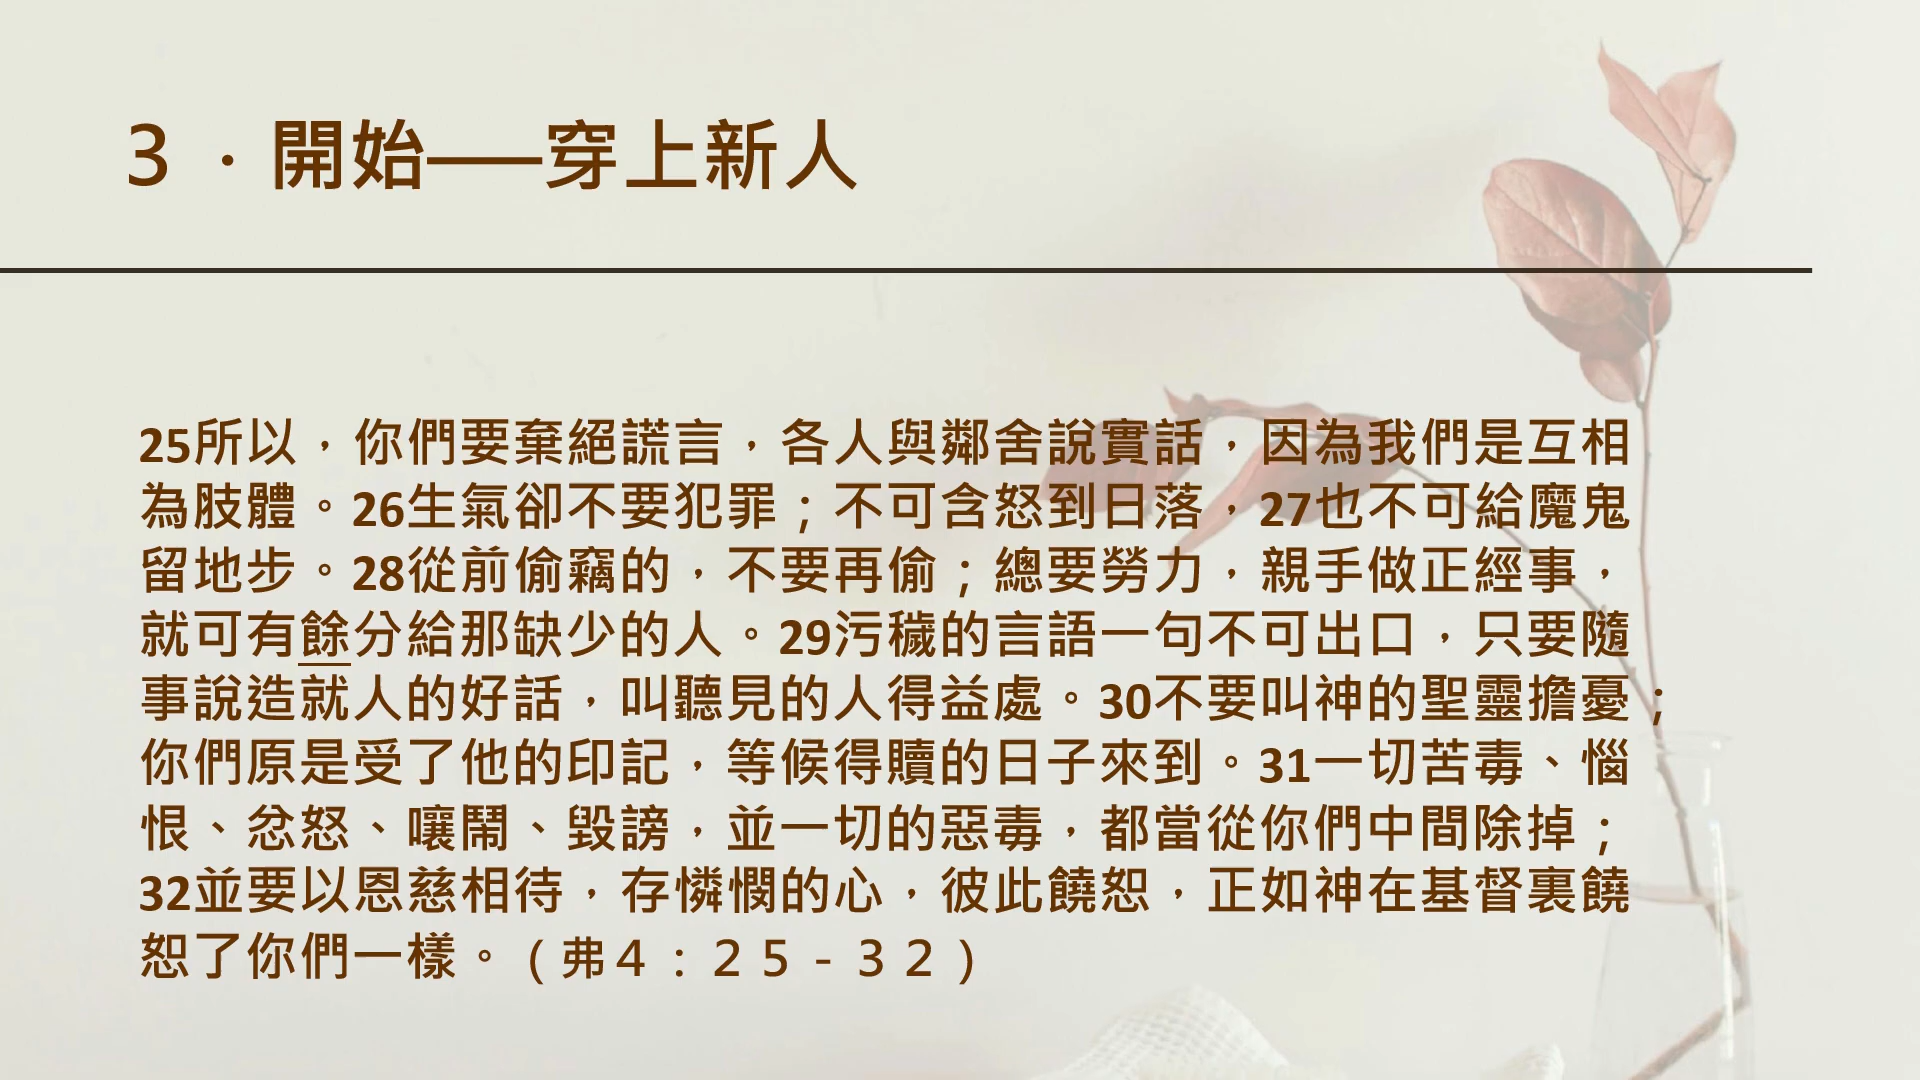 ３．開始──穿上新人
25所以，你們要棄絕謊言，各人與鄰舍說實話，因為我們是互相
為肢體。26生氣卻不要犯罪；不可含怒到日落，27也不可給魔鬼
留地步。28從前偷竊的，不要再偷；總要勞力，親手做正經事，
就可有餘分給那缺少的人。29污穢的言語一句不可出口，只要隨
事說造就人的好話，叫聽見的人得益處。30不要叫神的聖靈擔憂；
你們原是受了他的印記，等候得贖的日子來到。31一切苦毒、惱
恨、忿怒、嚷鬧、毀謗，並一切的惡毒，都當從你們中間除掉；
32並要以恩慈相待，存憐憫的心，彼此饒恕，正如神在基督裏饒
恕了你們一樣。（弗４：２５－３２）